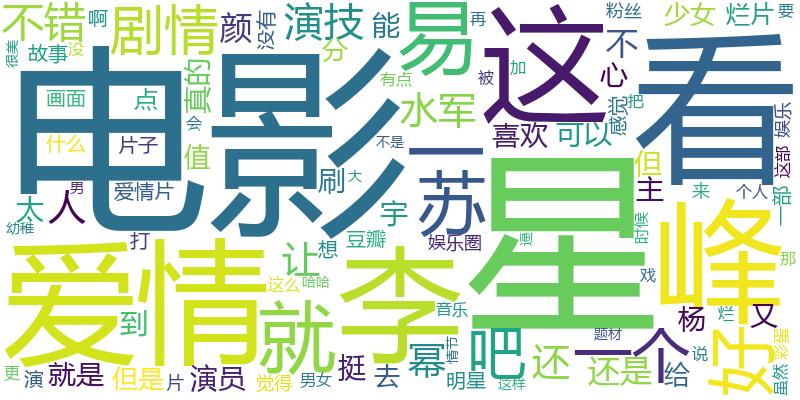 不错
很美
啊
剧情
颜
没有
演技
能
易
这
粉丝
再
少女
烂片
要
故事
没
电影
真的
分
有点
被
加
不
心
看
画面
点
水军
喜欢
可以
感觉
把
娱乐
什么
片子
值
会
不是
一
苏
星
但
主
这部
爱情片
男
刷
大
来
个人
一部
太
人
宇
峰
幼稚
打
豆瓣
娱乐圈
时候
那
爱情
让
想
李
戏
到
这么
哈哈
就
音乐
杨
又
吧
一个
题材
烂
好
彩蛋
更
演
就是
但是
片
演员
觉得
男女
挺
去
幂
情节
明星
还
这样
还是
给
说
虽然